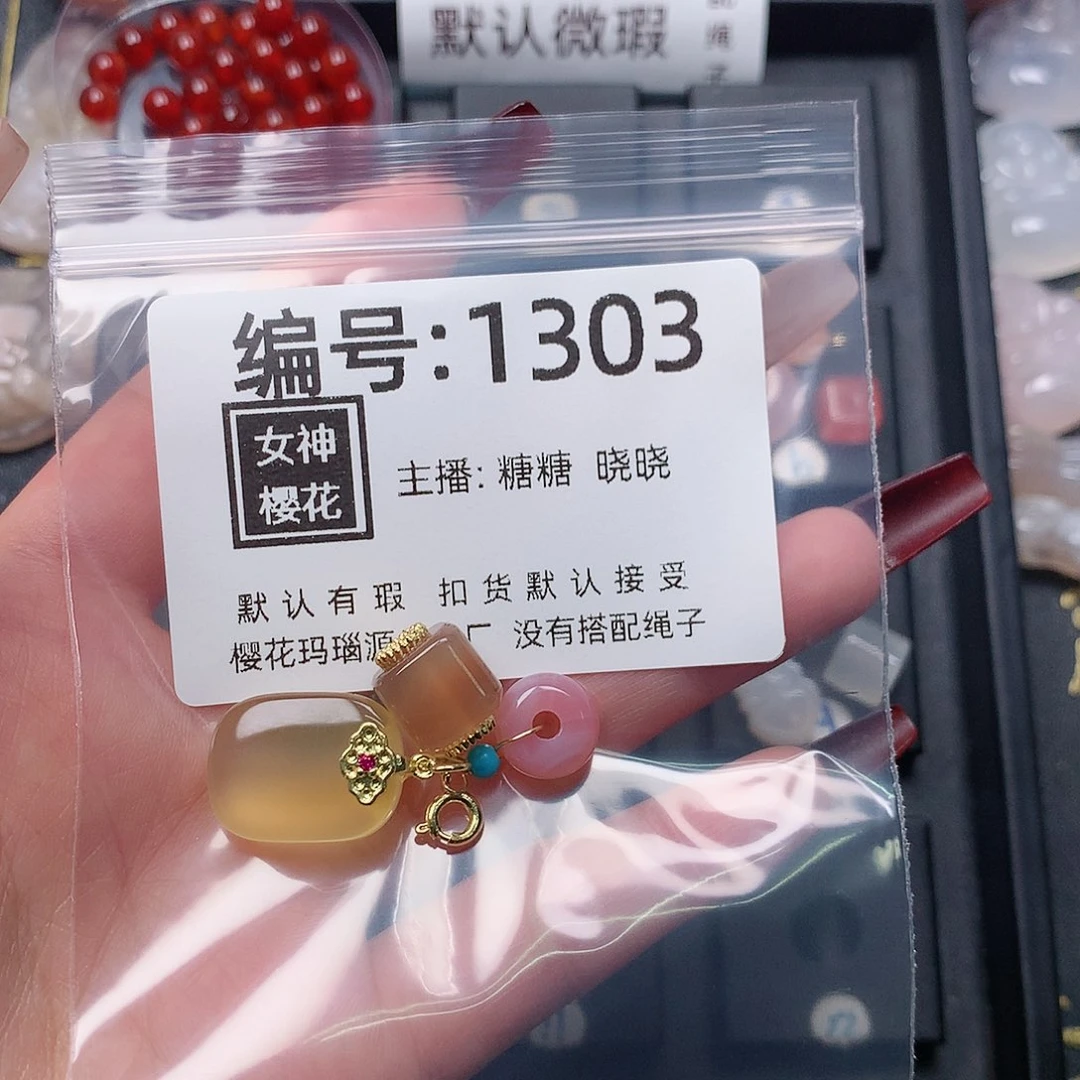 默认微瑕
绳
子
编号:1303
女神
樱花
主播: 糖糖 晓晓
默认有瑕 扣货默认接受
樱花玛瑙源 厂 没有搭配绳子